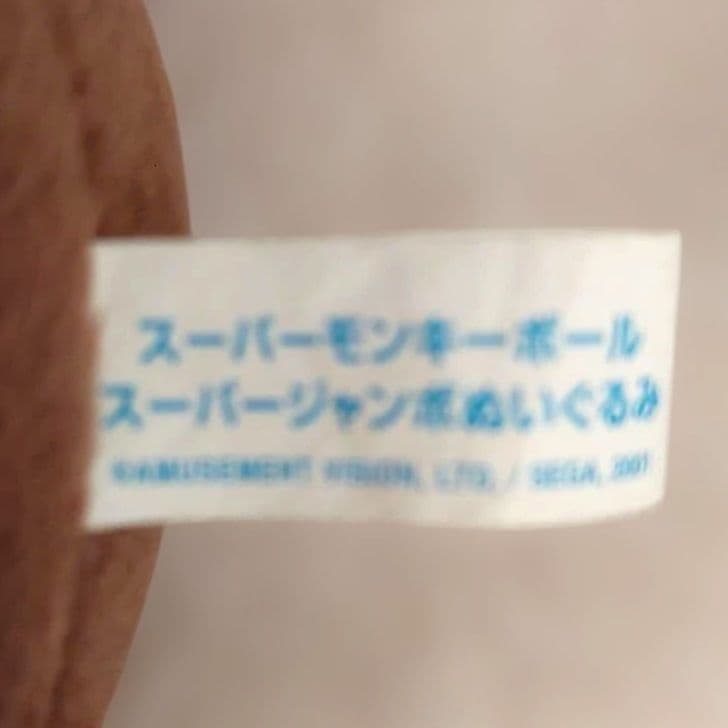 スーパーモンキーボール
スーパージャンボぬいぐるみ
©AMUSEMENT VISION, LTD. / SEGA, 2001